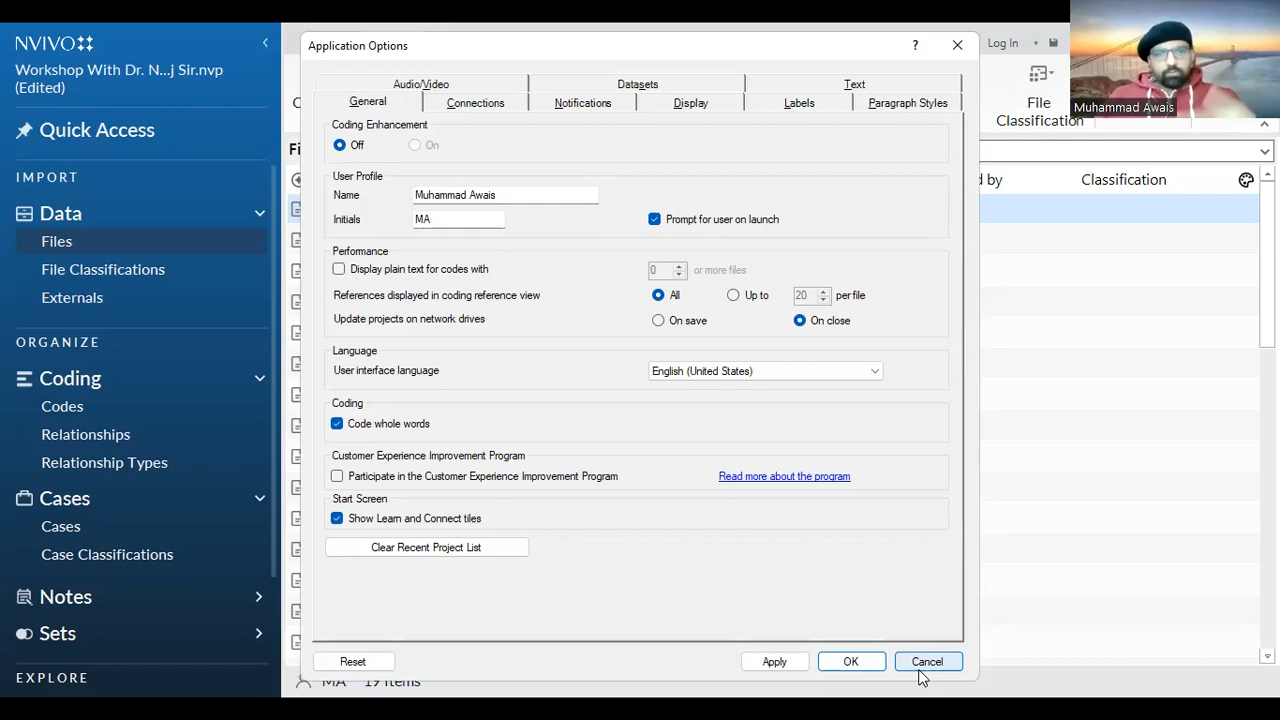 NVIVO
Workshop With Dr. N...j Sir.nvp
(Edited)
Quick Access
IMPORT
Data
Files
File Classifications
Externals
ORGANIZE
Coding
Codes
Relationships
Relationship Types
Cases
Cases
Case Classifications
Notes
Sets
EXPLORE
Application Options
?
Audio/Video
Datasets
Text
General
Connections
Notifications
Display
Labels
Paragraph Styles
Coding Enhancement
Off
On
User Profile
Name
Muhammad Awais
Initials
MA
Prompt for user on launch
Performance
Display plain text for codes with
0
or more files
References displayed in coding reference view
All
Up to
20
per file
Update projects on network drives
On save
On close
Language
User interface language
English (United States)
Coding
Code whole words
Customer Experience Improvement Program
Participate in the Customer Experience Improvement Program
Read more about the program
Start Screen
Show Learn and Connect tiles
Clear Recent Project List
Reset
Apply
OK
Cancel
MA
19 Items
Log In
File
Classification
d by
Classification
Muhammad Awais